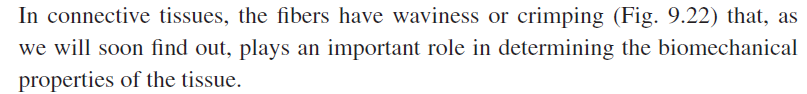 In connective tissues, the fibers have waviness or crimping (Fig. 9.22) that, as
we will soon find out, plays an important role in determining the biomechanical
properties of the tissue.